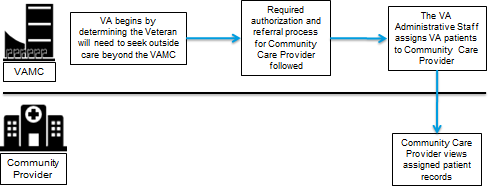 VA begins by
determining the Veteran
will need to seek outside
care beyond the VAMC
Required
authorization and
referral process
for Community
Care Provider
followed
The VA
Administrative Staff
assigns VA patients
to Community Care
Provider
VAMC
Community
Provider
Community Care
Provider views
assigned patient
records